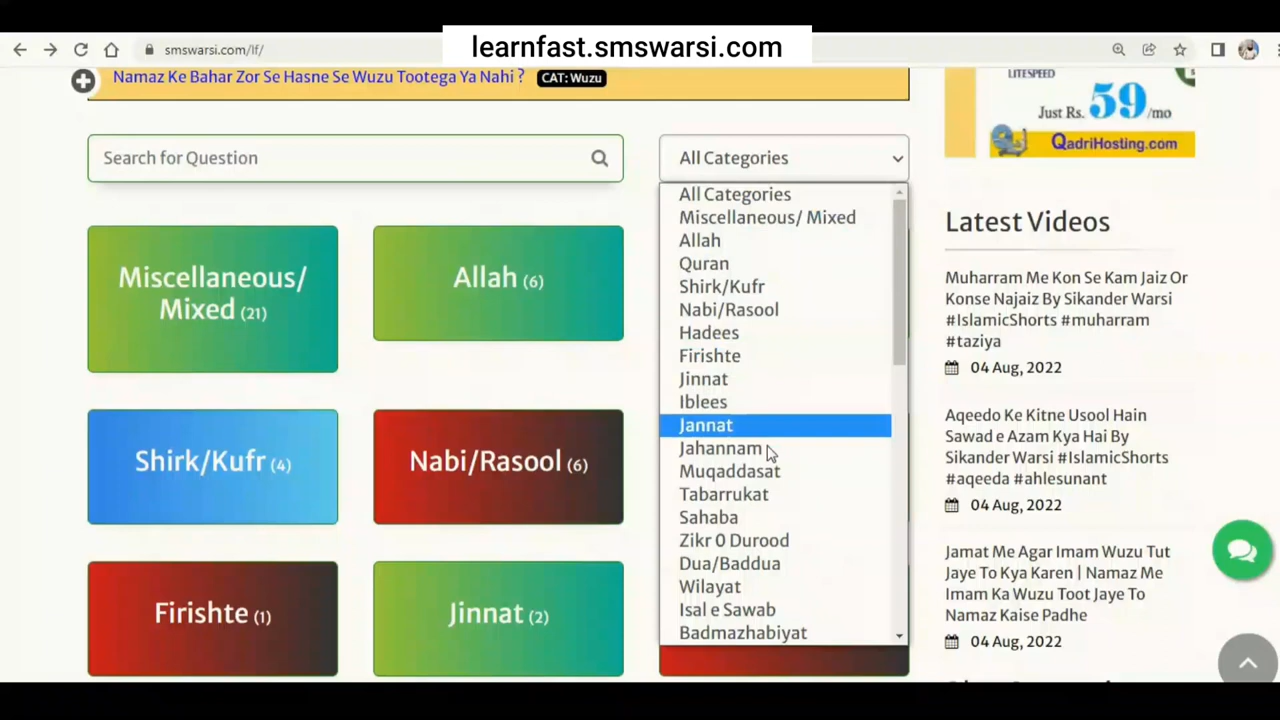 learnfast.smswarsi.com
smswarsi.com/lf/
Namaz Ke Bahar Zor Se Hasne Se Wuzu Tootega Ya Nahi ? CAT: Wuzu
LITESPEED
Just Rs. 59/mo
QadriHosting.com
Search for Question
All Categories
All Categories
Miscellaneous/ Mixed
Allah
Quran
Shirk/Kufr
Nabi/Rasool
Hadees
Firishte
Jinnat
Iblees
Jannat
Jahannam
Muqaddasat
Tabarrukat
Sahaba
Zikr O Durood
Dua/Baddua
Wilayat
Isal e Sawab
Badmazhabiyat
Miscellaneous/
Mixed (21)
Allah (6)
Shirk/Kufr (4)
Nabi/Rasool (6)
Firishte (1)
Jinnat (2)
Latest Videos
Muharram Me Kon Se Kam Jaiz Or
Konse Najaiz By Sikander Warsi
#IslamicShorts #muharram
#taziya
04 Aug, 2022
Aqeedo Ke Kitne Usool Hain
Sawad e Azam Kya Hai By
Sikander Warsi #IslamicShorts
#aqeeda #ahlesunant
04 Aug, 2022
Jamat Me Agar Imam Wuzu Tut
Jaye To Kya Karen | Namaz Me
Imam Ka Wuzu Toot Jaye To
Namaz Kaise Padhe
04 Aug, 2022